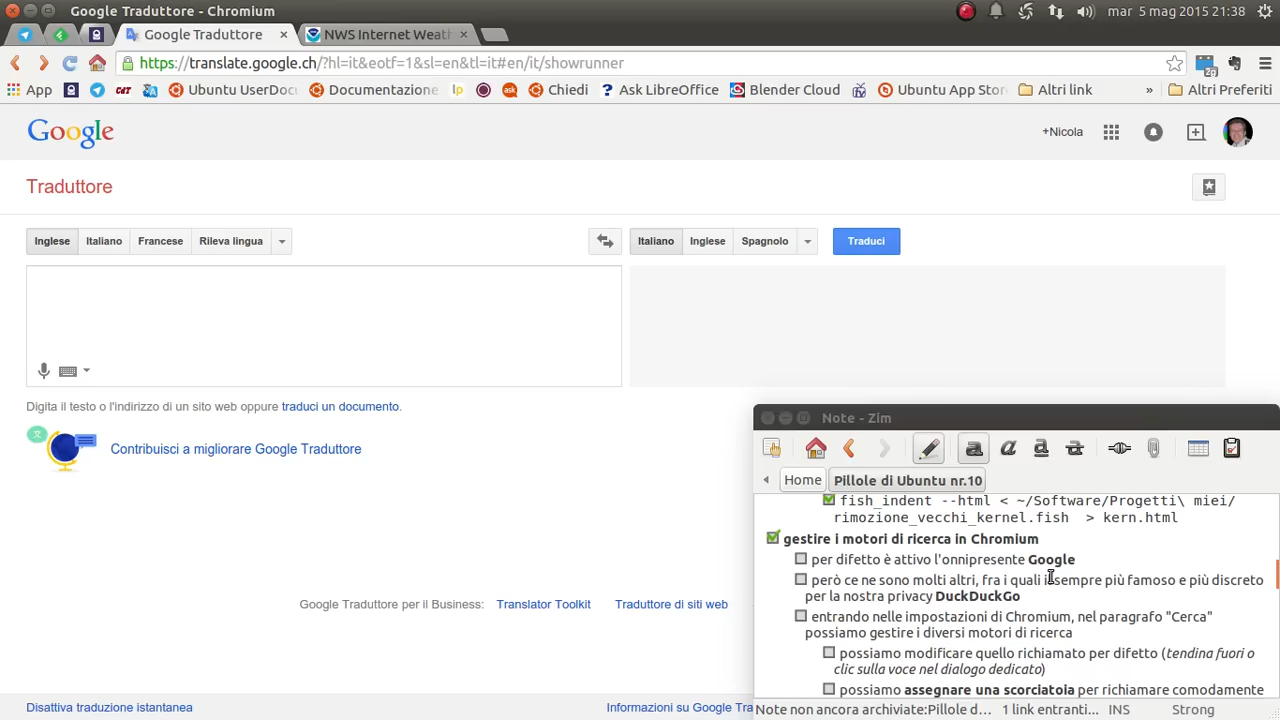 Google Traduttore - Chromium
mar 5 mag 2015 21:38
Google Traduttore
NWS Internet Weath
https://translate.google.ch/?hl=it&eotf=1&sl=en&tl=it#en/it/showrunner
App
CAT
Ubuntu UserDocu
Documentazione
lp
ask
Chiedi
? Ask LibreOffice
Blender Cloud
Ubuntu App Stor
Altri link
»
Altri Preferiti
Google
+Nicola
Traduttore
Inglese Italiano Francese Rileva lingua
Italiano Inglese Spagnolo Traduci
Digita il testo o l'indirizzo di un sito web oppure traduci un documento.
Contribuisci a migliorare Google Traduttore
Google Traduttore per il Business: Translator Toolkit Traduttore di siti web
Disattiva traduzione istantanea
Informazioni su Google Tra
Note - Zim
Home Pillole di Ubuntu nr.10
fish_indent --html < ~/Software/Progetti\ miei/
rimozione_vecchi_kernel.fish > kern.html
gestire i motori di ricerca in Chromium
per difetto è attivo l'onnipresente Google
però ce ne sono molti altri, fra i quali il sempre più famoso e più discreto
per la nostra privacy DuckDuckGo
entrando nelle impostazioni di Chromium, nel paragrafo "Cerca"
possiamo gestire i diversi motori di ricerca
possiamo modificare quello richiamato per difetto (tendina fuori o
clic sulla voce nel dialogo dedicato)
possiamo assegnare una scorciatoia per richiamare comodamente
Note non ancora archiviate:Pillole d... 1 link entranti... INS Strong